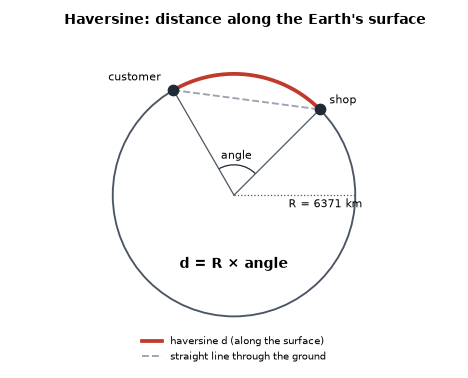 Haversine: distance along the Earth's surface
customer
shop
angle
R = 6371 km
d = R × angle
haversine d (along the surface)
straight line through the ground